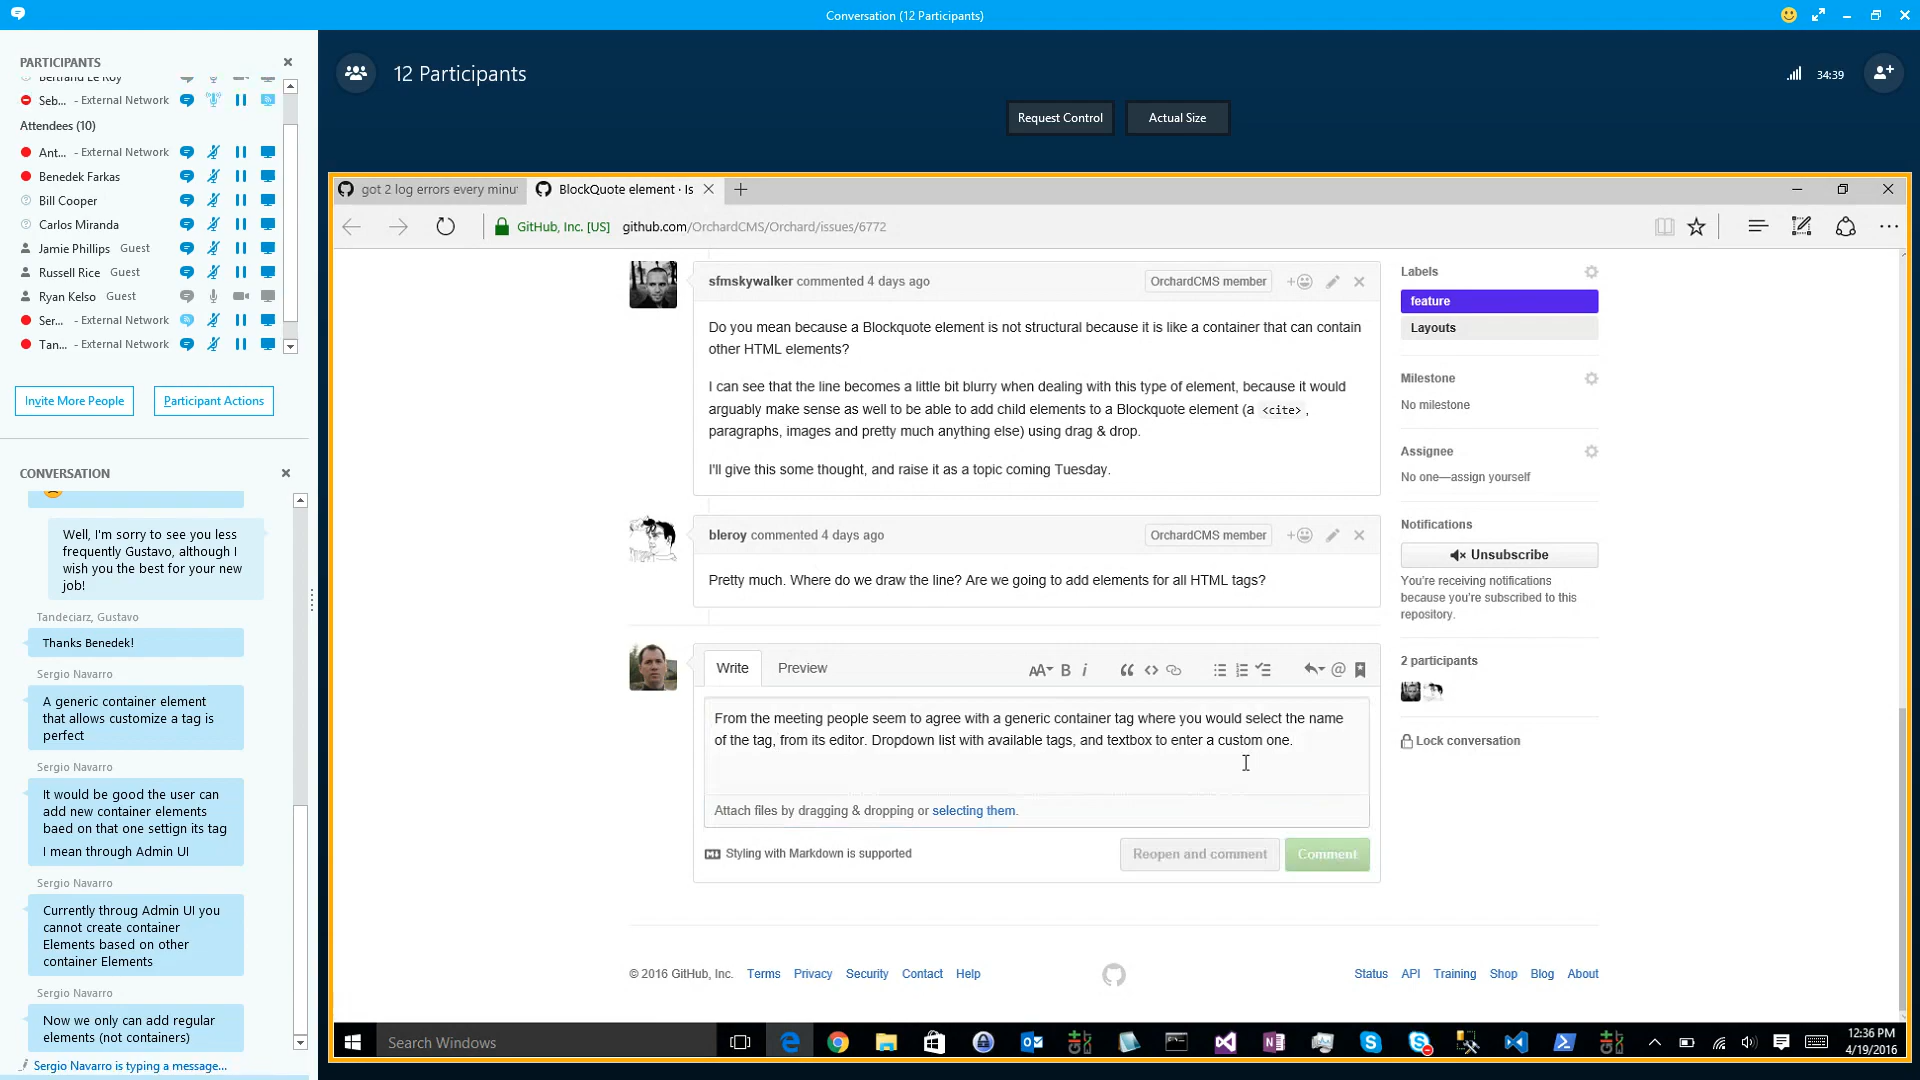 Conversation (12 Participants)
PARTICIPANTS
Bertrand Le Roy
Seb... - External Network
Attendees (10)
Ant... - External Network
Benedek Farkas
Bill Cooper
Carlos Miranda
Jamie Phillips Guest
Russell Rice Guest
Ryan Kelso Guest
Ser... - External Network
Tan... - External Network
Invite More People
Participant Actions
CONVERSATION
Well, I'm sorry to see you less
frequently Gustavo, although I
wish you the best for your new
job!
Tandeciarz, Gustavo
Thanks Benedek!
Sergio Navarro
A generic container element
that allows customize a tag is
perfect
Sergio Navarro
It would be good the user can
add new container elements
baed on that one settign its tag
I mean through Admin UI
Sergio Navarro
Currently throug Admin UI you
cannot create container
Elements based on other
container Elements
Sergio Navarro
Now we only can add regular
elements (not containers)
Sergio Navarro is typing a message...
12 Participants
34:39
Request Control
Actual Size
got 2 log errors every minu
BlockQuote element · Is
GitHub, Inc. [US] github.com/OrchardCMS/Orchard/issues/6772
sfmskywalker commented 4 days ago
OrchardCMS member
Do you mean because a Blockquote element is not structural because it is like a container that can contain
other HTML elements?
I can see that the line becomes a little bit blurry when dealing with this type of element, because it would
arguably make sense as well to be able to add child elements to a Blockquote element (a <cite>,
paragraphs, images and pretty much anything else) using drag & drop.
I'll give this some thought, and raise it as a topic coming Tuesday.
bleroy commented 4 days ago
OrchardCMS member
Pretty much. Where do we draw the line? Are we going to add elements for all HTML tags?
Write
Preview
AA
B
i
From the meeting people seem to agree with a generic container tag where you would select the name
of the tag, from its editor. Dropdown list with available tags, and textbox to enter a custom one.
Attach files by dragging & dropping or selecting them.
Styling with Markdown is supported
Reopen and comment
Comment
Labels
feature
Layouts
Milestone
No milestone
Assignee
No one—assign yourself
Notifications
Unsubscribe
You're receiving notifications
because you're subscribed to this
repository.
2 participants
Lock conversation
© 2016 GitHub, Inc. Terms Privacy Security Contact Help
Status API Training Shop Blog About
Search Windows
12:36 PM
4/19/2016